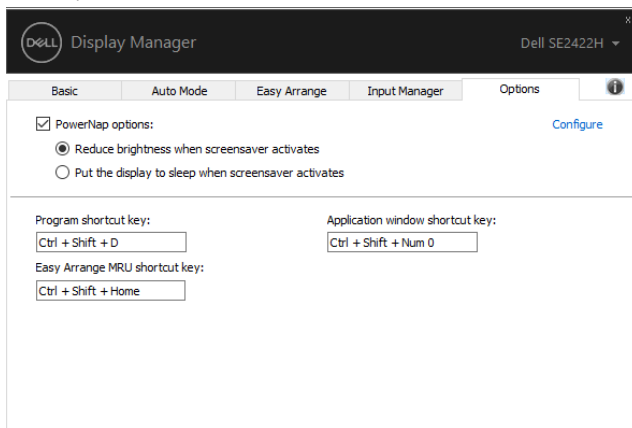 DELL Display Manager
Dell SE2422H
x
Basic
Auto Mode
Easy Arrange
Input Manager
Options
i
PowerNap options:
Configure
Reduce brightness when screensaver activates
Put the display to sleep when screensaver activates
Program shortcut key:
Application window shortcut key:
Ctrl + Shift + D
Ctrl + Shift + Num 0
Easy Arrange MRU shortcut key:
Ctrl + Shift + Home